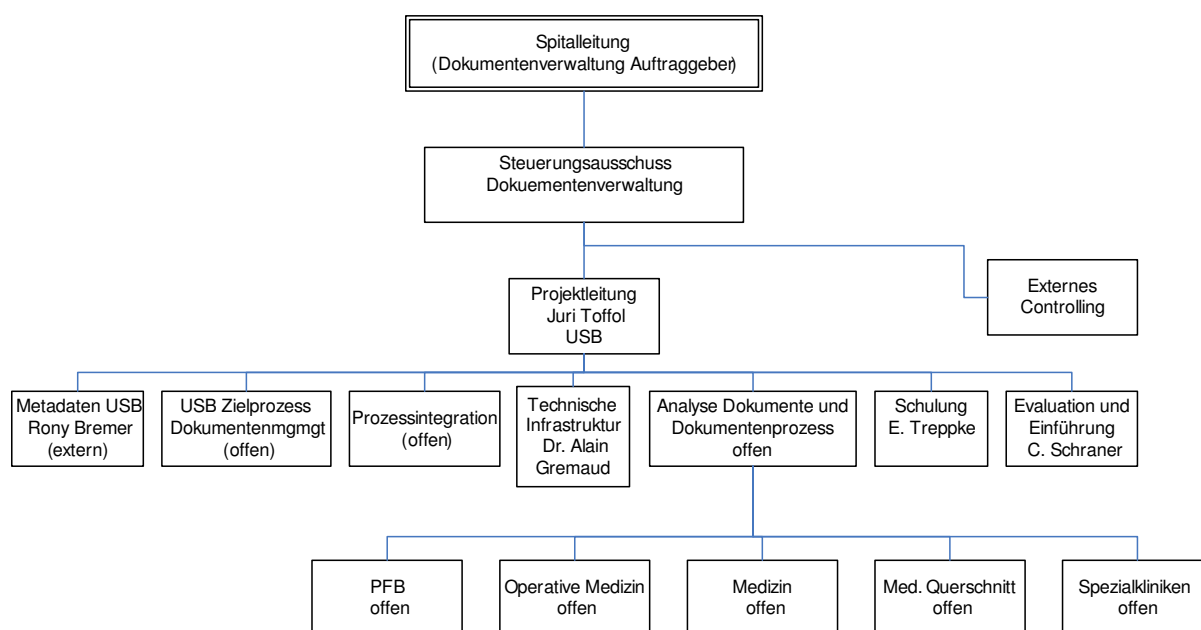 Spitalleitung
(Dokumentenverwaltung Auftraggeber)
Steuerungsausschuss
Dokuementenverwaltung
Externes
Controlling
Projektleitung
Juri Toffol
USB
Metadaten USB
Rony Bremer
(extern)
USB Zielprozess
Dokumentenmgmgt
(offen)
Prozessintegration
(offen)
Technische
Infrastruktur
Dr. Alain
Gremaud
Analyse Dokumente und
Dokumentenprozess
offen
Schulung
E. Treppke
Evaluation und
Einführung
C. Schraner
PFB
offen
Operative Medizin
offen
Medizin
offen
Med. Querschnitt
offen
Spezialkliniken
offen